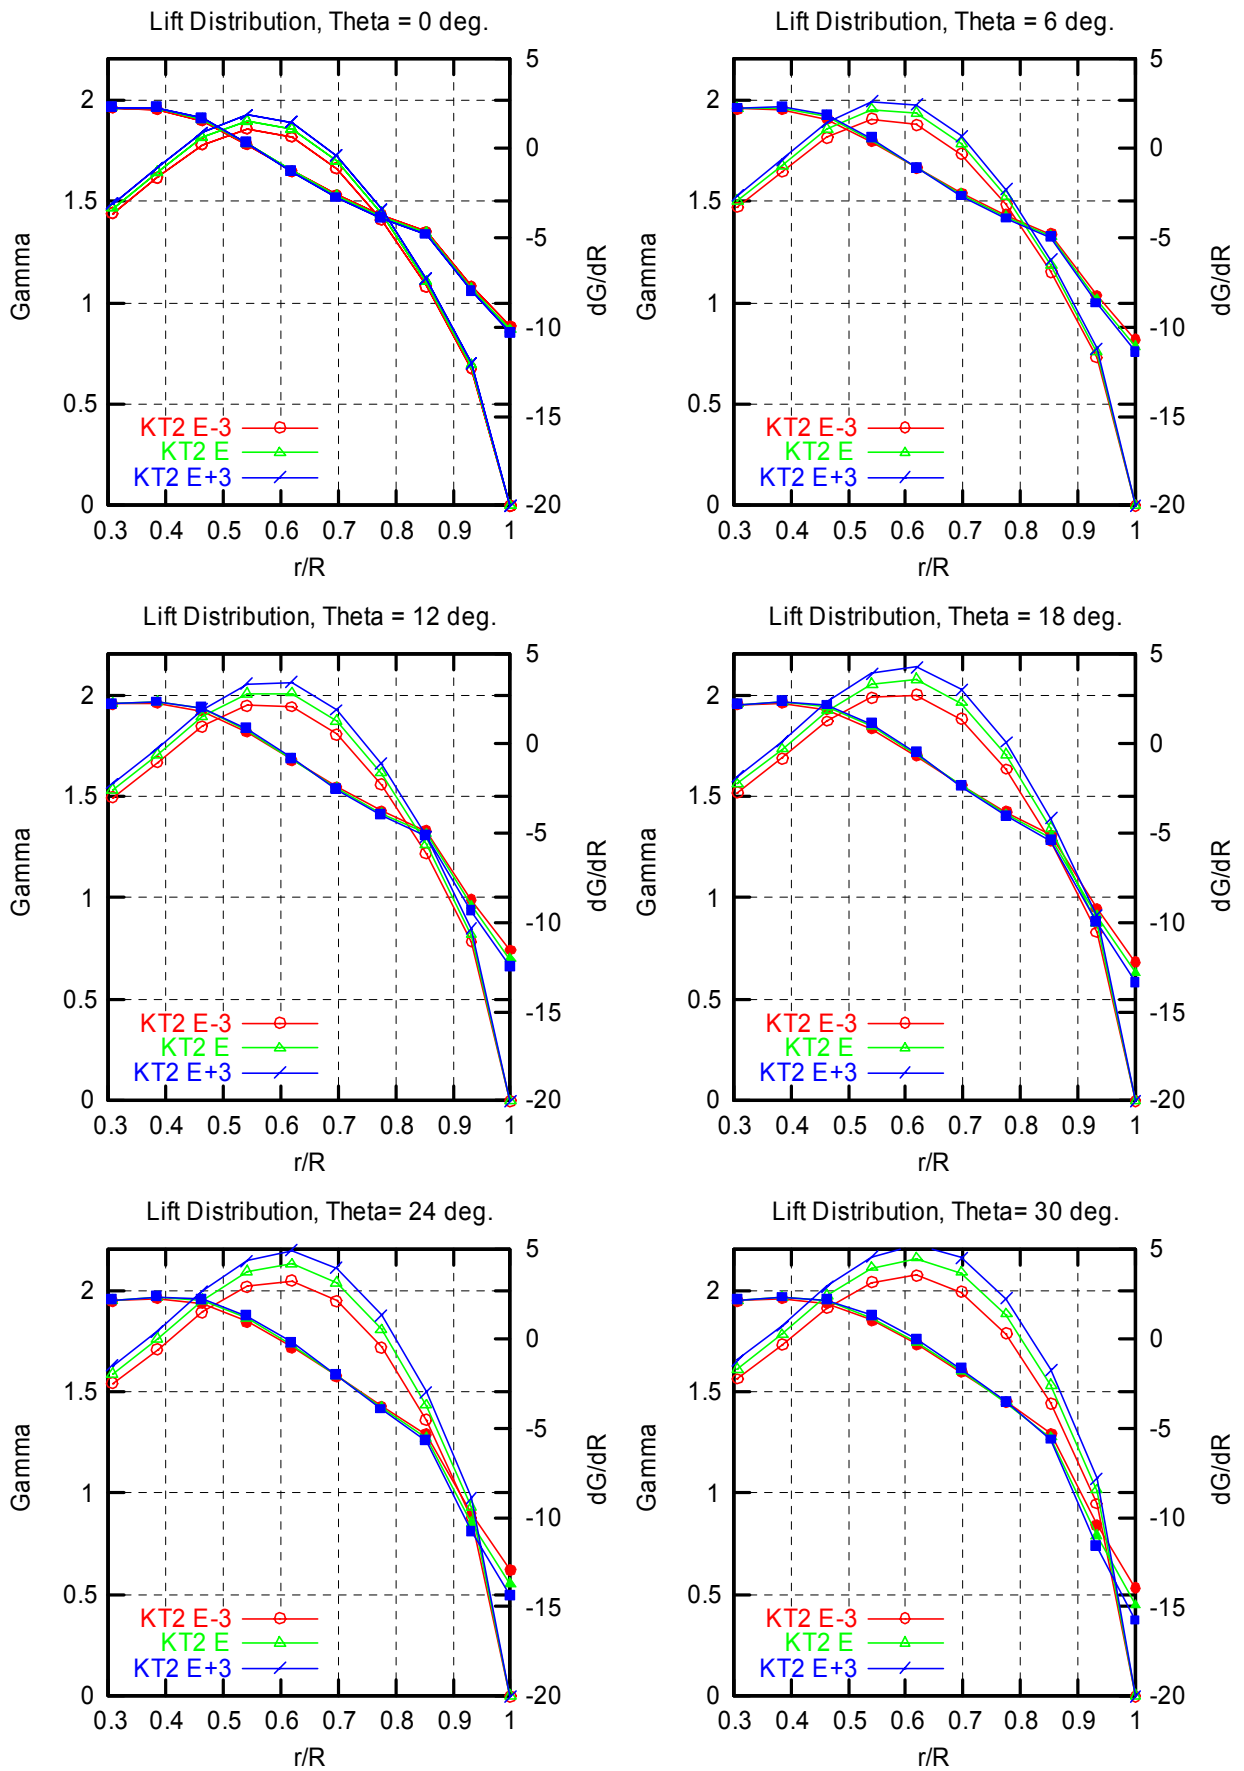 Lift Distribution, Theta = 0 deg.
Gamma
2
1.5
1
0.5
0
5
0
-5
-10
-15
-20
dG/dR
KT2 E-3
KT2 E
KT2 E+3
0.3 0.4 0.5 0.6 0.7 0.8 0.9 1
r/R
Lift Distribution, Theta = 6 deg.
Gamma
2
1.5
1
0.5
0
5
0
-5
-10
-15
-20
dG/dR
KT2 E-3
KT2 E
KT2 E+3
0.3 0.4 0.5 0.6 0.7 0.8 0.9 1
r/R
Lift Distribution, Theta = 12 deg.
Gamma
2
1.5
1
0.5
0
5
0
-5
-10
-15
-20
dG/dR
KT2 E-3
KT2 E
KT2 E+3
0.3 0.4 0.5 0.6 0.7 0.8 0.9 1
r/R
Lift Distribution, Theta = 18 deg.
Gamma
2
1.5
1
0.5
0
5
0
-5
-10
-15
-20
dG/dR
KT2 E-3
KT2 E
KT2 E+3
0.3 0.4 0.5 0.6 0.7 0.8 0.9 1
r/R
Lift Distribution, Theta= 24 deg.
Gamma
2
1.5
1
0.5
0
5
0
-5
-10
-15
-20
dG/dR
KT2 E-3
KT2 E
KT2 E+3
0.3 0.4 0.5 0.6 0.7 0.8 0.9 1
r/R
Lift Distribution, Theta= 30 deg.
Gamma
2
1.5
1
0.5
0
5
0
-5
-10
-15
-20
dG/dR
KT2 E-3
KT2 E
KT2 E+3
0.3 0.4 0.5 0.6 0.7 0.8 0.9 1
r/R